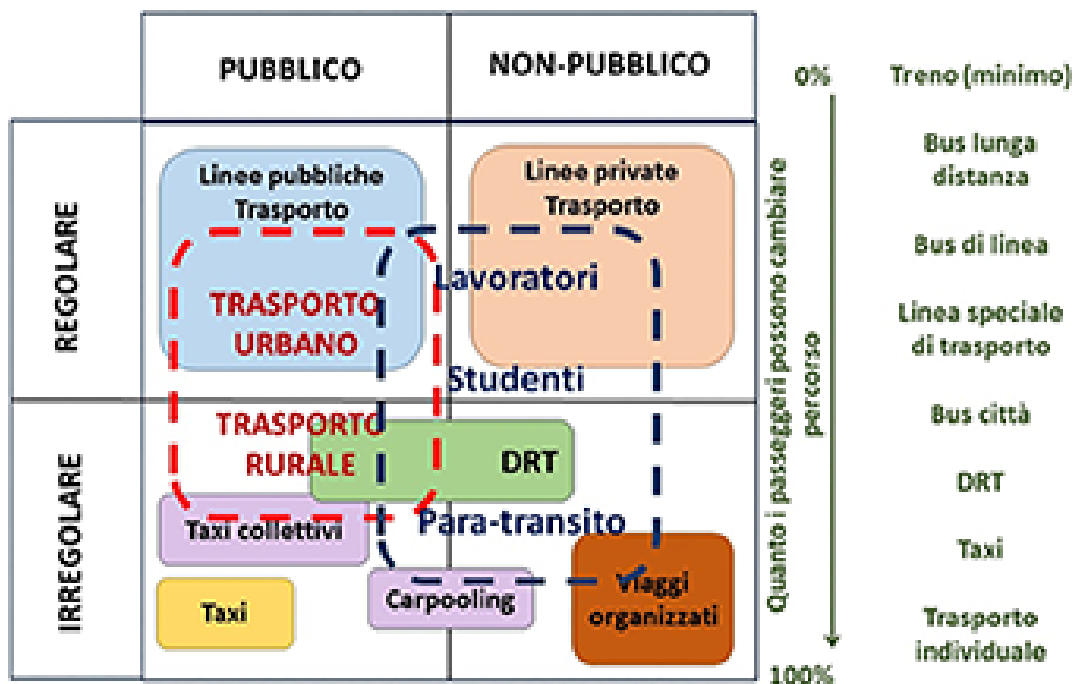 PUBBLICO
NON-PUBBLICO
REGOLARE
IRREGOLARE
Linee pubbliche
Trasporto
Linee private
Trasporto
Lavoratori
TRASPORTO
URBANO
Studenti
TRASPORTO
RURALE
DRT
Taxi collettivi
Para-transito
Taxi
Carpooling
Viaggi
organizzati
0%
Quanto i passeggeri possono cambiare
percorso
100%
Treno (minimo)
Bus lunga
distanza
Bus di linea
Linea speciale
di trasporto
Bus città
DRT
Taxi
Trasporto
individuale